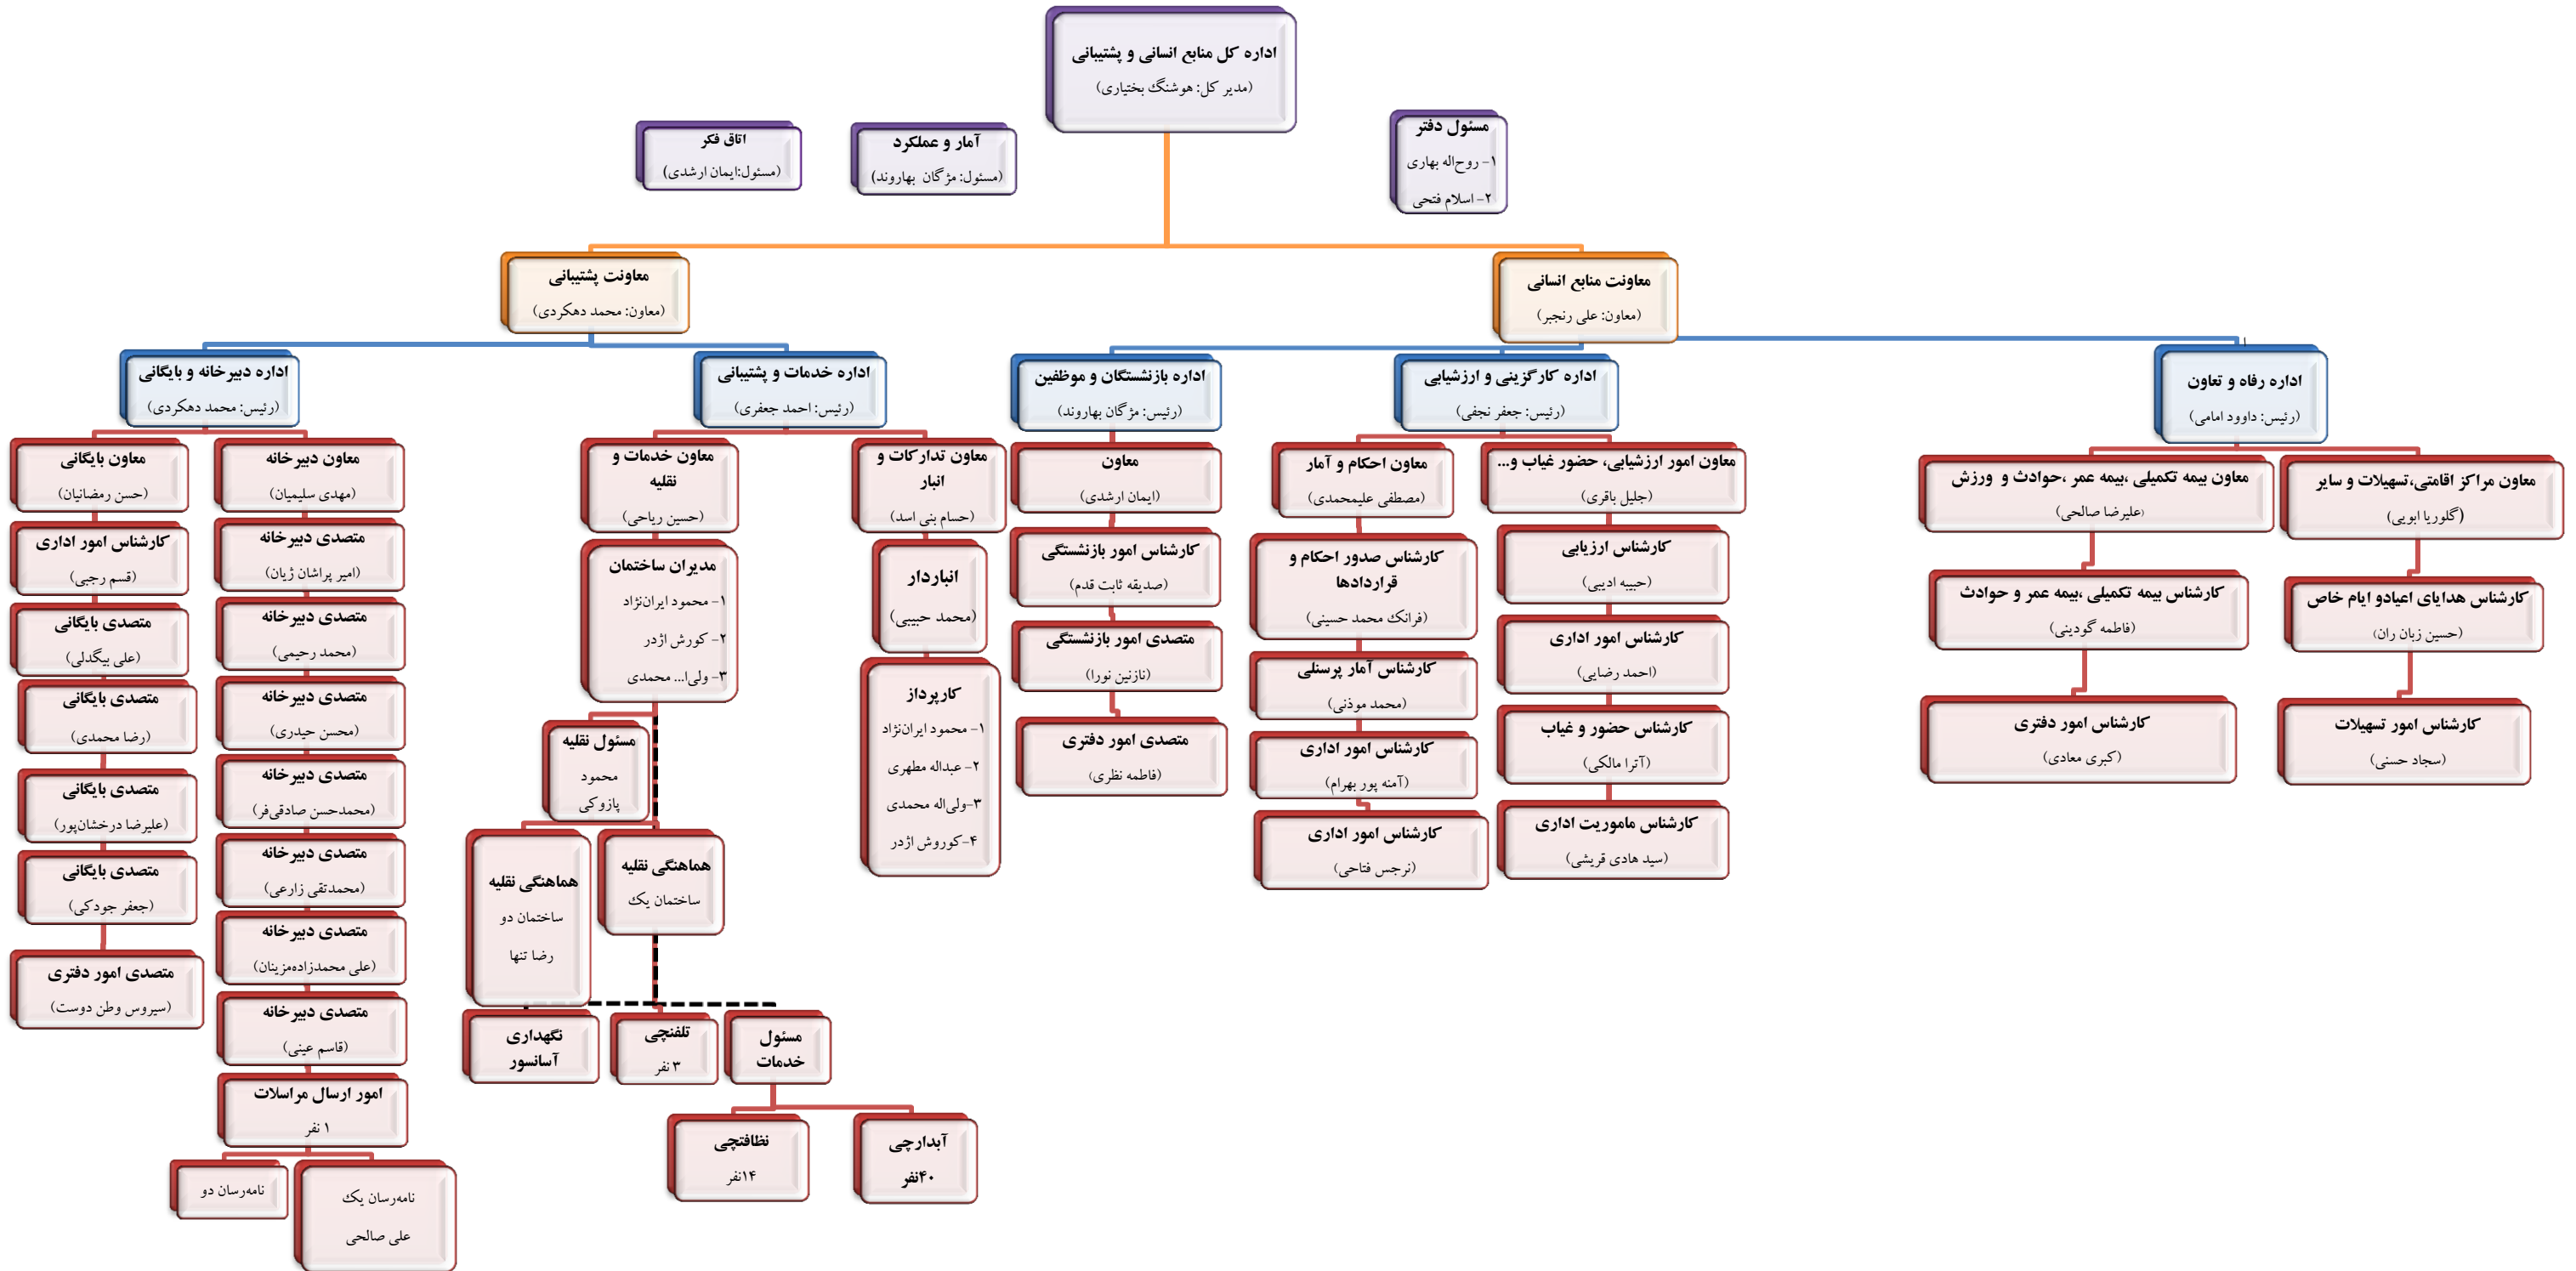 اداره کل منابع انسانی و پشتیبانی
(مدیر کل: هوشنگ بختیاری)
مسئول دفتر
۱- روح‌اله بهاری
۲- اسلام فتحی
آمار و عملکرد
(مسئول: مژگان بهاروند)
اتاق فکر
(مسئول:ایمان ارشدی)
معاونت منابع انسانی
(معاون: علی رنجبر)
معاونت پشتیبانی
(معاون: محمد دهکردی)
اداره رفاه و تعاون
(رئیس: داوود امامی)
اداره کارگزینی و ارزشیابی
(رئیس: جعفر نجفی)
اداره بازنشستگان و موظفین
(رئیس: مژگان بهاروند)
اداره خدمات و پشتیبانی
(رئیس: احمد جعفری)
اداره دبیرخانه و بایگانی
(رئیس: محمد دهکردی)
معاون مراکز اقامتی،تسهیلات و سایر
(گلوریا ابویی)
کارشناس هدایای اعیادو ایام خاص
(حسین زبان ران)
کارشناس امور تسهیلات
(سجاد حسنی)
معاون بیمه تکمیلی ،بیمه عمر ،حوادث و ورزش
(علیرضا صالحی)
کارشناس بیمه تکمیلی ،بیمه عمر و حوادث
(فاطمه گودینی)
کارشناس امور دفتری
(کبری معادی)
معاون امور ارزشیابی، حضور غیاب و...
(جلیل باقری)
کارشناس ارزیابی
(حبیبه ادیبی)
کارشناس امور اداری
(احمد رضایی)
کارشناس حضور و غیاب
(آترا مالکی)
کارشناس ماموریت اداری
(سید هادی قریشی)
معاون احکام و آمار
(مصطفی علیمحمدی)
کارشناس صدور احکام و
قراردادها
(فرانک محمد حسینی)
کارشناس آمار پرسنلی
(محمد موذنی)
کارشناس امور اداری
(آمنه پور بهرام)
کارشناس امور اداری
(نرجس فتاحی)
معاون
(ایمان ارشدی)
کارشناس امور بازنشستگی
(صدیقه ثابت قدم)
متصدی امور بازنشستگی
(نازنین نورا)
متصدی امور دفتری
(فاطمه نظری)
معاون تدارکات و
انبار
(حسام بنی اسد)
انباردار
(محمد حبیبی)
کارپرداز
۱- محمود ایران‌نژاد
۲- عبداله مطهری
۳-ولی‌اله محمدی
۴-کوروش اژدر
معاون خدمات و
نقلیه
(حسین ریاحی)
مدیران ساختمان
۱- محمود ایران‌نژاد
۲- کورش اژدر
۳- ولی‌ا... محمدی
مسئول نقلیه
محمود
پازوکی
هماهنگی نقلیه
ساختمان یک
هماهنگی نقلیه
ساختمان دو
رضا تنها
مسئول
خدمات
تلفنچی
۳ نفر
نگهداری
آسانسور
آبدارچی
۴۰نفر
نظافتچی
۱۴نفر
معاون دبیرخانه
(مهدی سلیمیان)
متصدی دبیرخانه
(امیر پراشان ژیان)
متصدی دبیرخانه
(محمد رحیمی)
متصدی دبیرخانه
(محسن حیدری)
متصدی دبیرخانه
(محمدحسن صادقی‌فر)
متصدی دبیرخانه
(محمدتقی زارعی)
متصدی دبیرخانه
(علی محمدزاده‌مزینان)
متصدی دبیرخانه
(قاسم عینی)
امور ارسال مراسلات
۱ نفر
نامه‌رسان یک
علی صالحی
نامه‌رسان دو
معاون بایگانی
(حسن رمضانیان)
کارشناس امور اداری
(قسم رجبی)
متصدی بایگانی
(علی بیگدلی)
متصدی بایگانی
(رضا محمدی)
متصدی بایگانی
(علیرضا درخشان‌پور)
متصدی بایگانی
(جعفر جودکی)
متصدی امور دفتری
(سیروس وطن دوست)